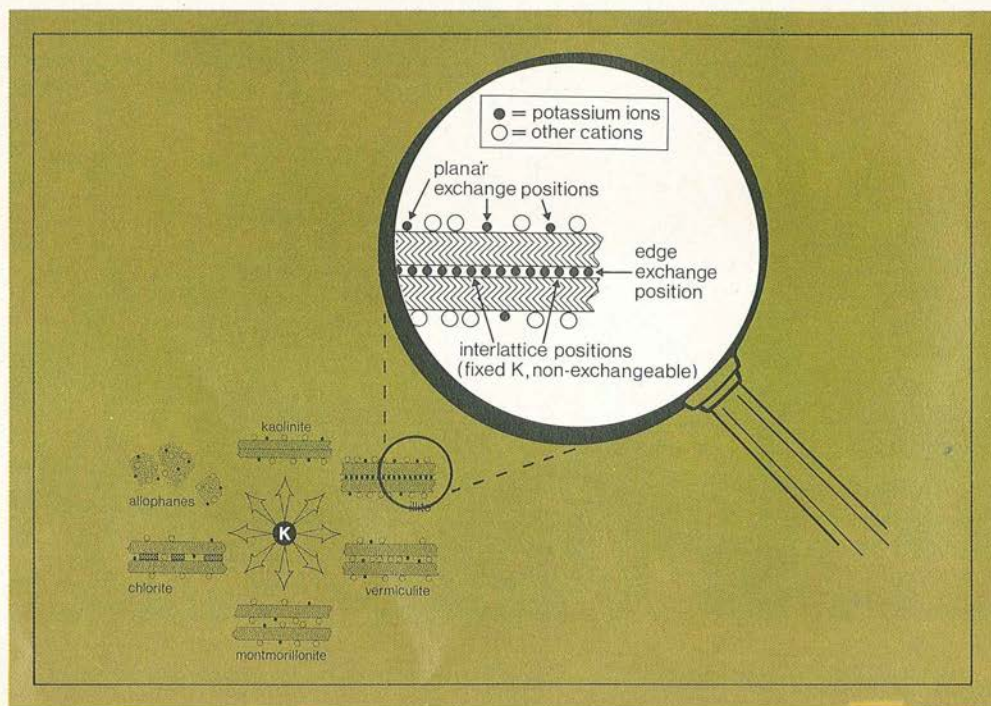 ● = potassium ions
○ = other cations
planar
exchange positions
edge
exchange
position
interlattice positions
(fixed K, non-exchangeable)
kaolinite
allophanes
illite
K
chlorite
vermiculite
montmorillonite